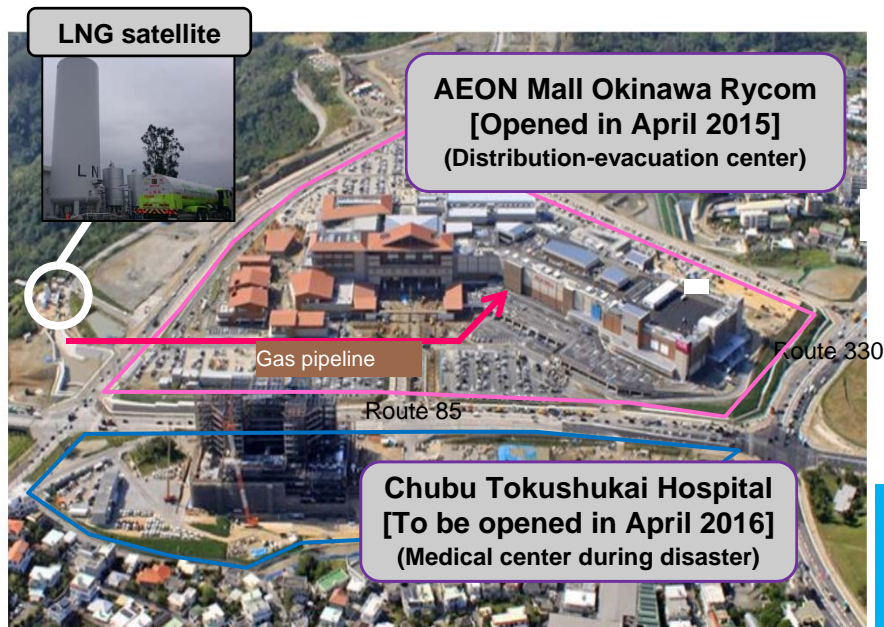 LNG satellite
L N
AEON Mall Okinawa Rycom
[Opened in April 2015]
(Distribution-evacuation center)
Gas pipeline
Route 330
Route 85
Chubu Tokushukai Hospital
[To be opened in April 2016]
(Medical center during disaster)